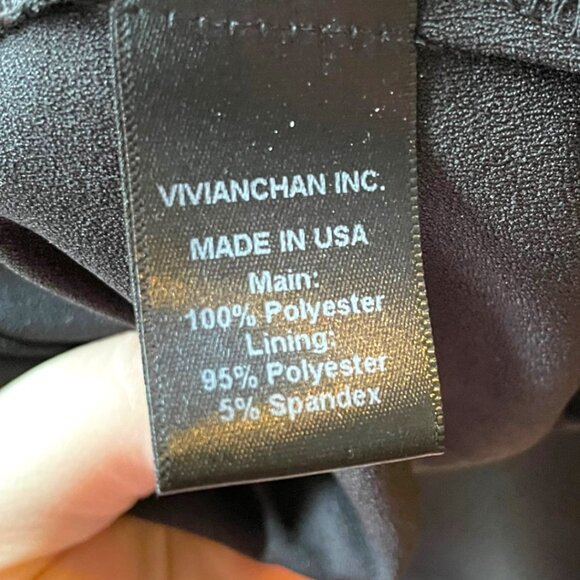 VIVIANCHAN INC.
MADE IN USA
Main:
100% Polyester
Lining:
95% Polyester
5% Spandex